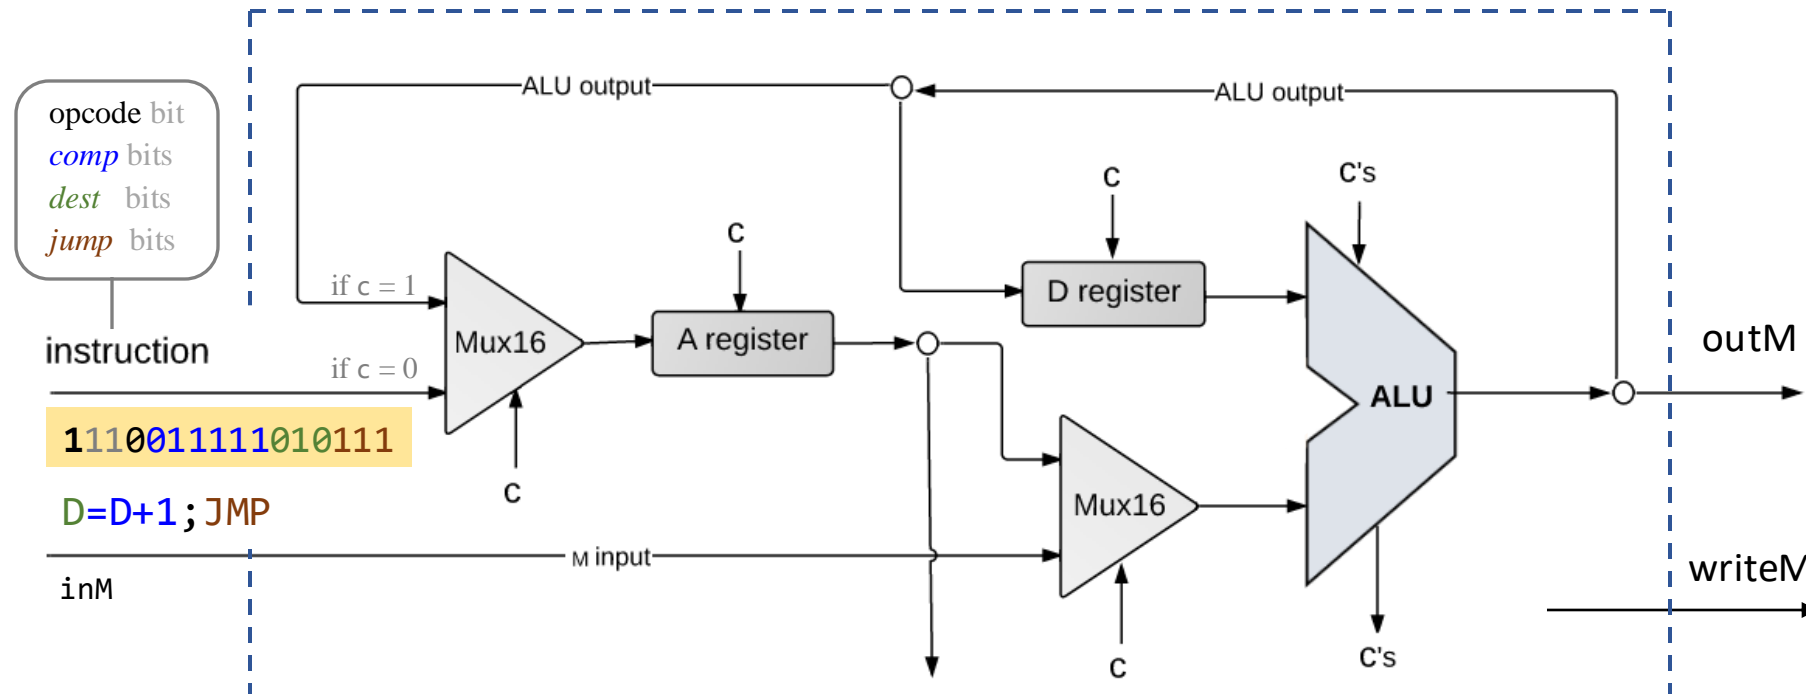 ALU output
ALU output
opcode bit
comp bits
dest bits
jump bits
c
c's
c
if c = 1
D register
instruction
Mux16
A register
outM
if c = 0
ALU
1110011111010111
c
Mux16
D=D+1;JMP
M input
inM
writeM
c
c's